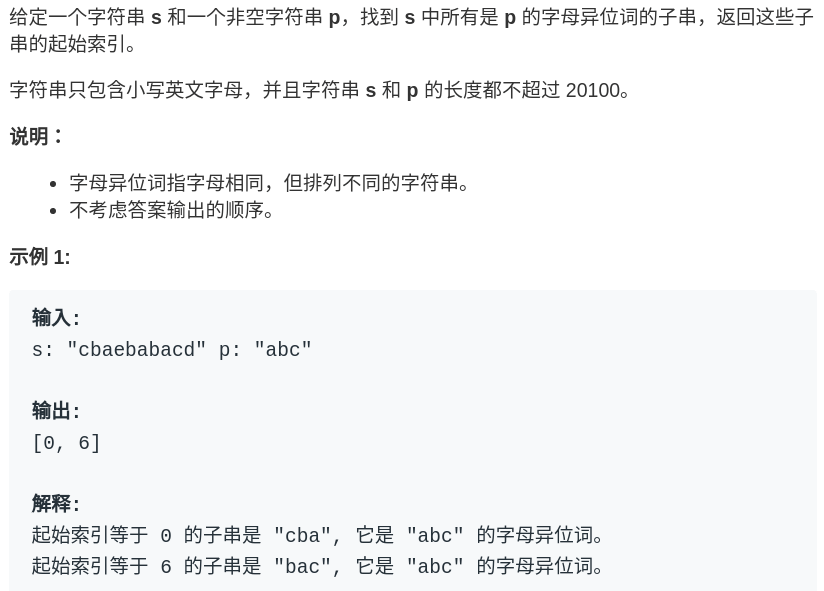 给定一个字符串 s 和一个非空字符串 p，找到 s 中所有是 p 的字母异位词的子串，返回这些子
串的起始索引。
字符串只包含小写英文字母，并且字符串 s 和 p 的长度都不超过 20100。
说明：
• 字母异位词指字母相同，但排列不同的字符串。
• 不考虑答案输出的顺序。
示例 1:
输入:
s: "cbaebabacd" p: "abc"
输出:
[0, 6]
解释:
起始索引等于 0 的子串是 "cba", 它是 "abc" 的字母异位词。
起始索引等于 6 的子串是 "bac", 它是 "abc" 的字母异位词。